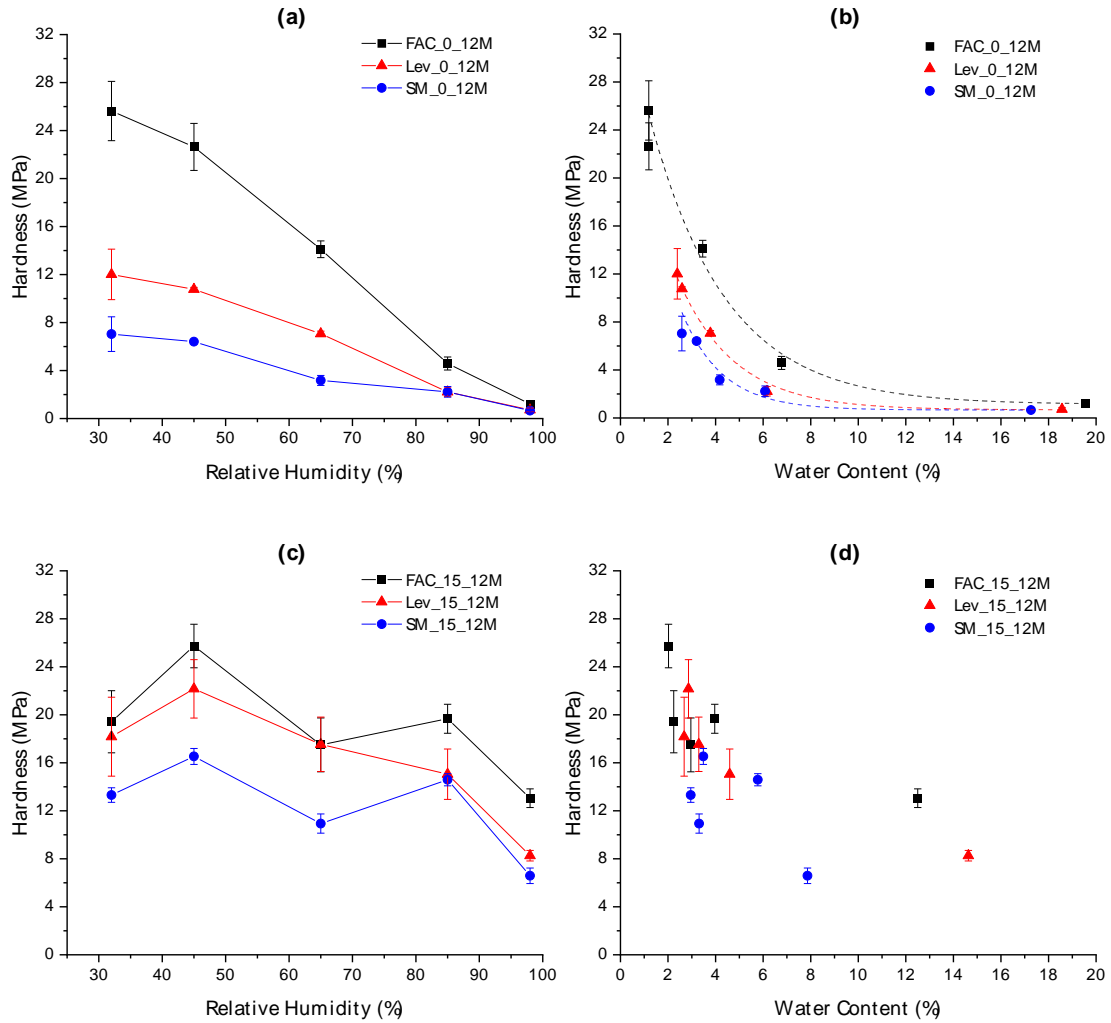 (a)
32
28
24
20
16
12
8
4
0
Hardness (MPa)
FAC_0_12M
Lev_0_12M
SM_0_12M
30 40 50 60 70 80 90 100
Relative Humidity (%)
(b)
32
28
24
20
16
12
8
4
0
Hardness (MPa)
FAC_0_12M
Lev_0_12M
SM_0_12M
0 2 4 6 8 10 12 14 16 18 20
Water Content (%)
(c)
32
28
24
20
16
12
8
4
0
Hardness (MPa)
FAC_15_12M
Lev_15_12M
SM_15_12M
30 40 50 60 70 80 90 100
Relative Humidity (%)
(d)
32
28
24
20
16
12
8
4
0
Hardness (MPa)
FAC_15_12M
Lev_15_12M
SM_15_12M
0 2 4 6 8 10 12 14 16 18 20
Water Content (%)